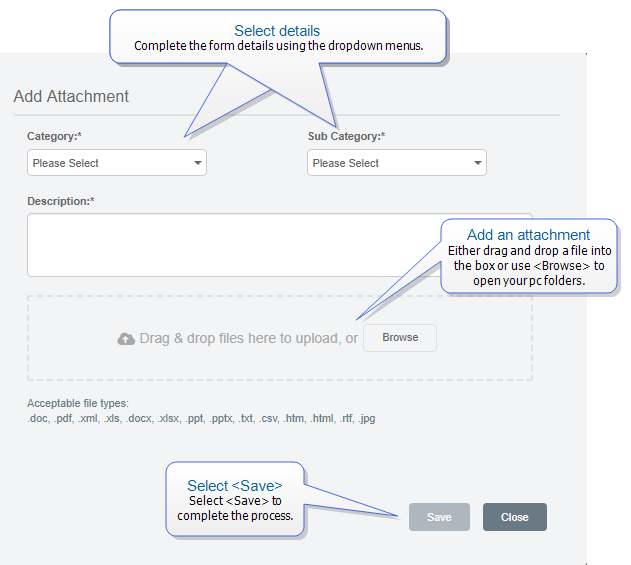 Select details
Complete the form details using the dropdown menus.
Add Attachment
Category:*
Sub Category:*
Please Select
Please Select
Description:*
Add an attachment
Either drag and drop a file into
the box or use <Browse> to
open your pc folders.
Drag & drop files here to upload, or
Browse
Acceptable file types:
.doc, .pdf, .xml, .xls, .docx, .xlsx, .ppt, .pptx, .txt, .csv, .htm, .html, .rtf, .jpg
Select <Save>
Select <Save> to
complete the process.
Save
Close